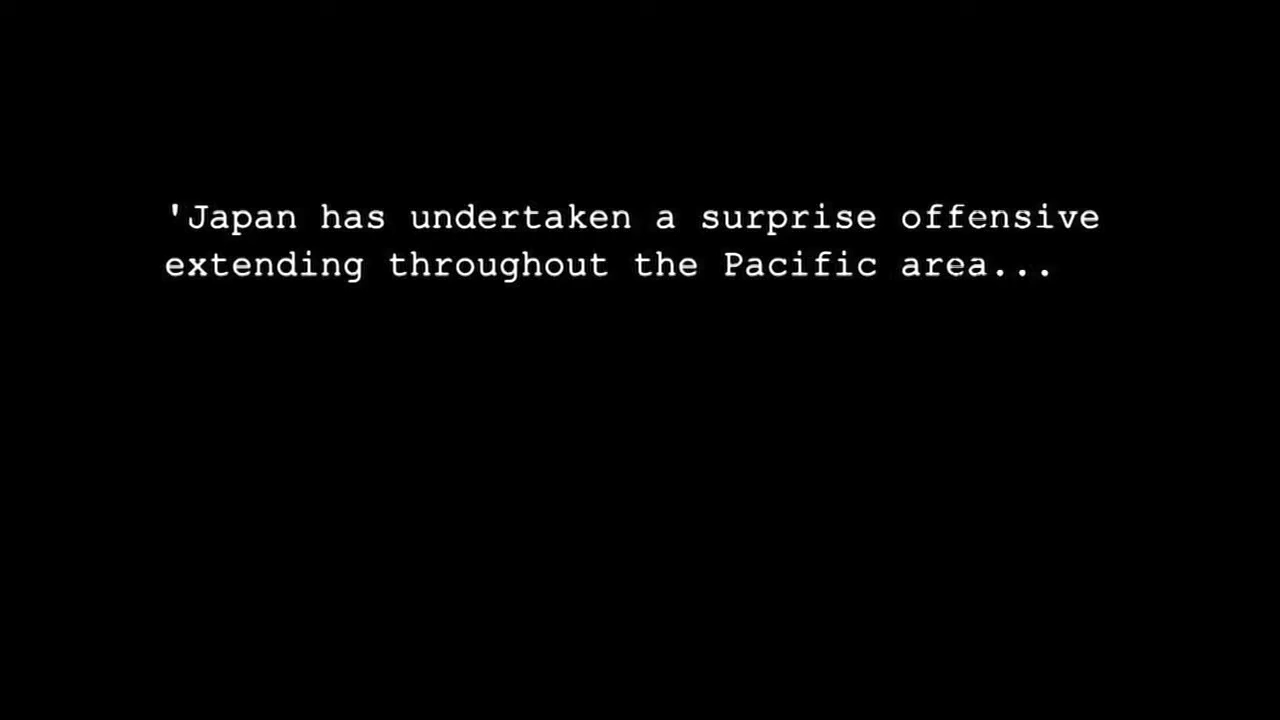 'Japan has undertaken a surprise offensive
extending throughout the Pacific area...